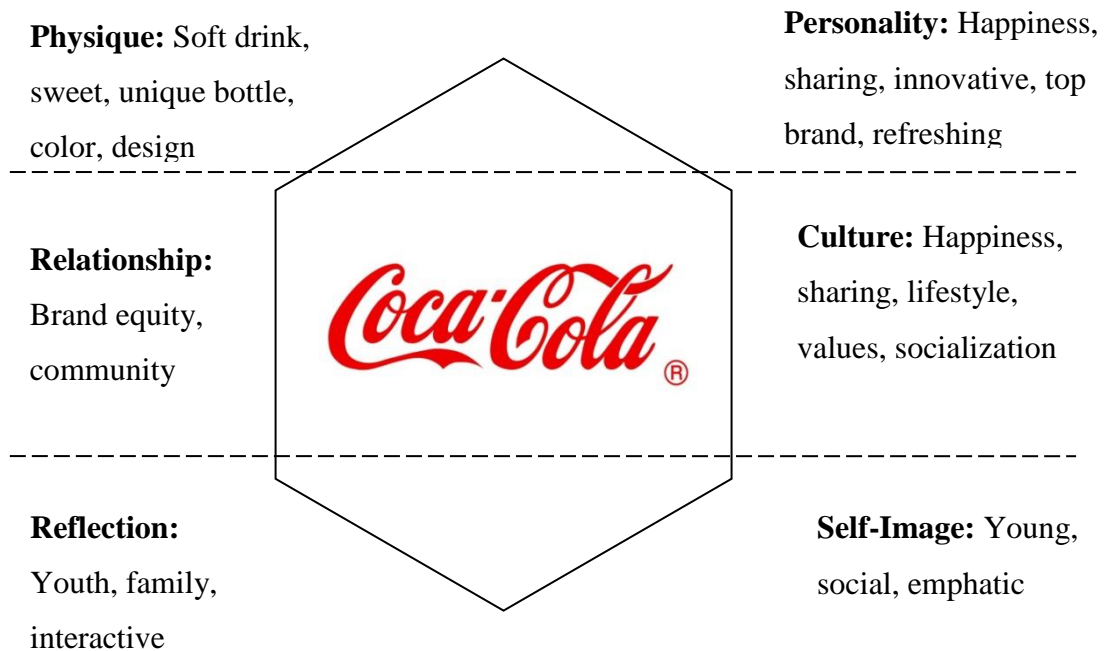 Physique: Soft drink,
sweet, unique bottle,
color, design
Personality: Happiness,
sharing, innovative, top
brand, refreshing
Relationship:
Brand equity,
community
Coca-Cola ®
Culture: Happiness,
sharing, lifestyle,
values, socialization
Reflection:
Youth, family,
interactive
Self-Image: Young,
social, emphatic